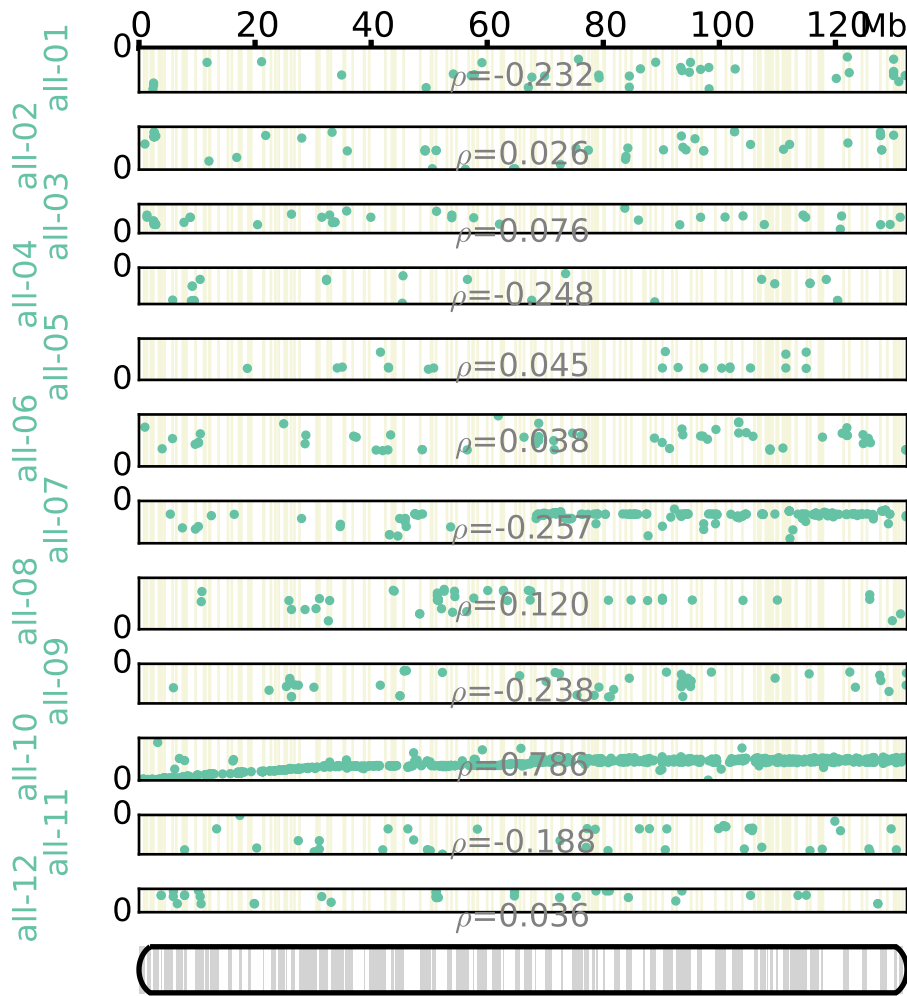 0 20 40 60 80 100 120 Mb
all-01 0 ρ=-0.232
all-02 0 ρ=0.026
all-03 0 ρ=0.076
all-04 0 ρ=-0.248
all-05 0 ρ=0.045
all-06 0 ρ=0.038
all-07 0 ρ=-0.257
all-08 0 ρ=0.120
all-09 0 ρ=-0.238
all-10 0 ρ=0.786
all-11 0 ρ=-0.188
all-12 0 ρ=0.036